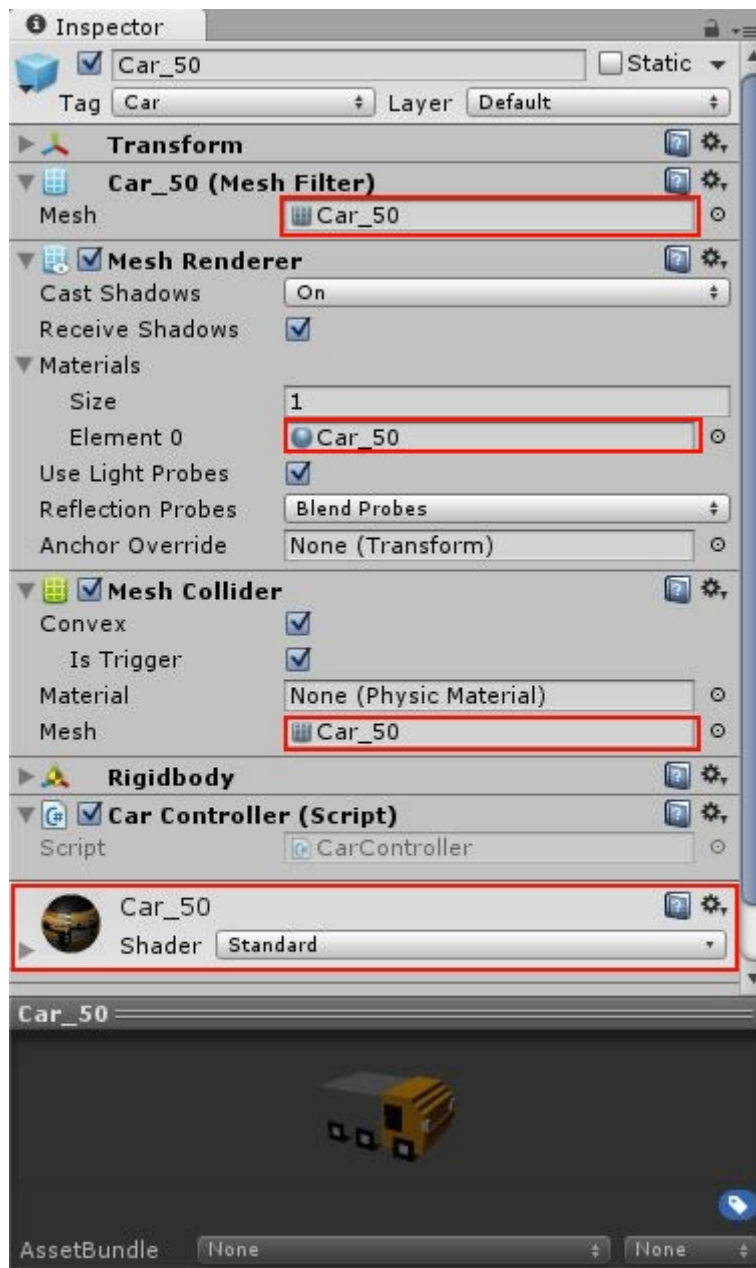 Inspector
Car_50 Static
Tag Car Layer Default
Transform
Car_50 (Mesh Filter)
Mesh Car_50
Mesh Renderer
Cast Shadows On
Receive Shadows
Materials
Size 1
Element 0 Car_50
Use Light Probes
Reflection Probes Blend Probes
Anchor Override None (Transform)
Mesh Collider
Convex
Is Trigger
Material None (Physic Material)
Mesh Car_50
Rigidbody
Car Controller (Script)
Script CarController
Car_50
Shader Standard
Car_50
AssetBundle None None